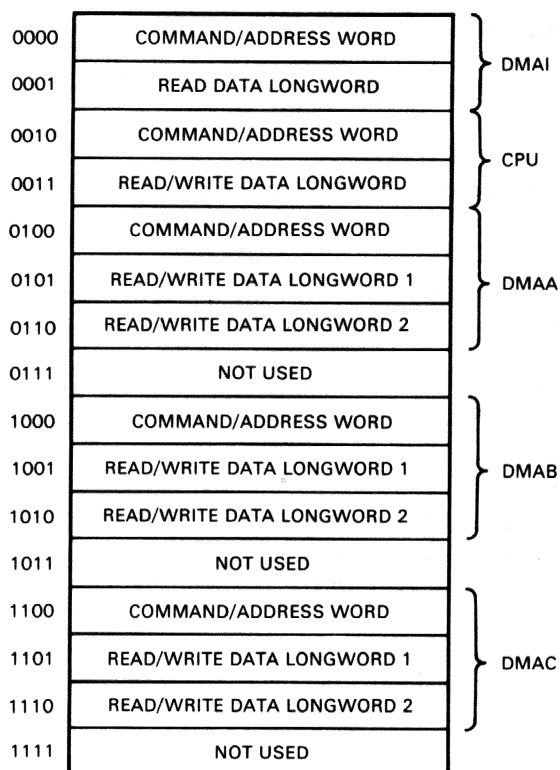 0000 COMMAND/ADDRESS WORD
DMAI
0001 READ DATA LONGWORD
0010 COMMAND/ADDRESS WORD
CPU
0011 READ/WRITE DATA LONGWORD
0100 COMMAND/ADDRESS WORD
0101 READ/WRITE DATA LONGWORD 1 DMAA
0110 READ/WRITE DATA LONGWORD 2
0111 NOT USED
1000 COMMAND/ADDRESS WORD
1001 READ/WRITE DATA LONGWORD 1 DMAB
1010 READ/WRITE DATA LONGWORD 2
1011 NOT USED
1100 COMMAND/ADDRESS WORD
1101 READ/WRITE DATA LONGWORD 1 DMAC
1110 READ/WRITE DATA LONGWORD 2
1111 NOT USED